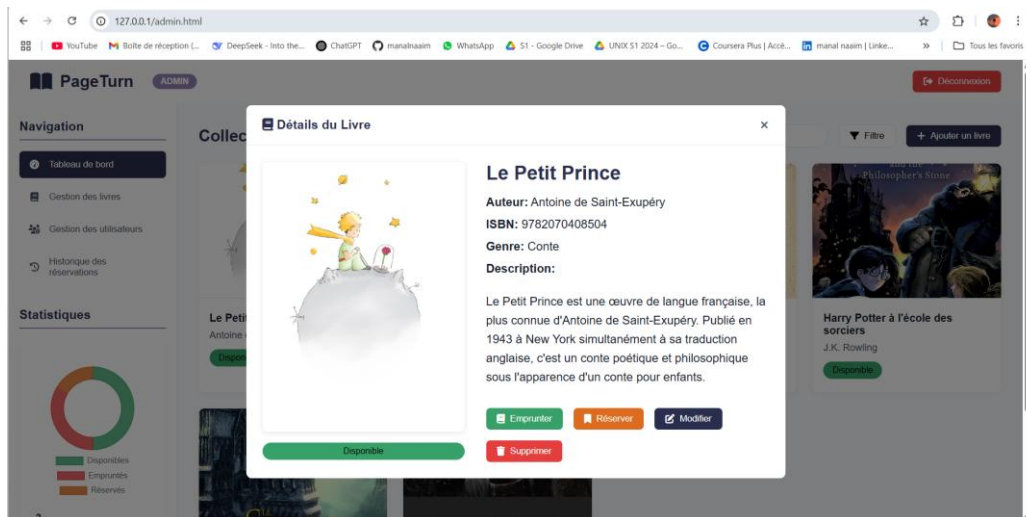 127.0.0.1/admin.html
YouTube
Boîte de réception (...
DeepSeek - Into the...
ChatGPT
manalnaaim
WhatsApp
S1 - Google Drive
UNIX S1 2024 – Go...
Coursera Plus | Accè...
manal naaim | Linke...
»
Tous les favoris
PageTurn
ADMIN
Déconnexion
Navigation
Tableau de bord
Gestion des livres
Gestion des utilisateurs
Historique des
réservations
Statistiques
Disponibles
Empruntés
Réservés
Collec
Filtre
+ Ajouter un livre
Détails du Livre
×
Le Petit Prince
Auteur: Antoine de Saint-Exupéry
ISBN: 9782070408504
Genre: Conte
Description:
Le Petit Prince est une œuvre de langue française, la
plus connue d'Antoine de Saint-Exupéry. Publié en
1943 à New York simultanément à sa traduction
anglaise, c'est un conte poétique et philosophique
sous l'apparence d'un conte pour enfants.
Emprunter
Réserver
Modifier
Supprimer
Disponible
Le Peti
Antoine
Dispon
and the
Philosopher's Stone
Harry Potter à l'école des
sorciers
J.K. Rowling
Disponible